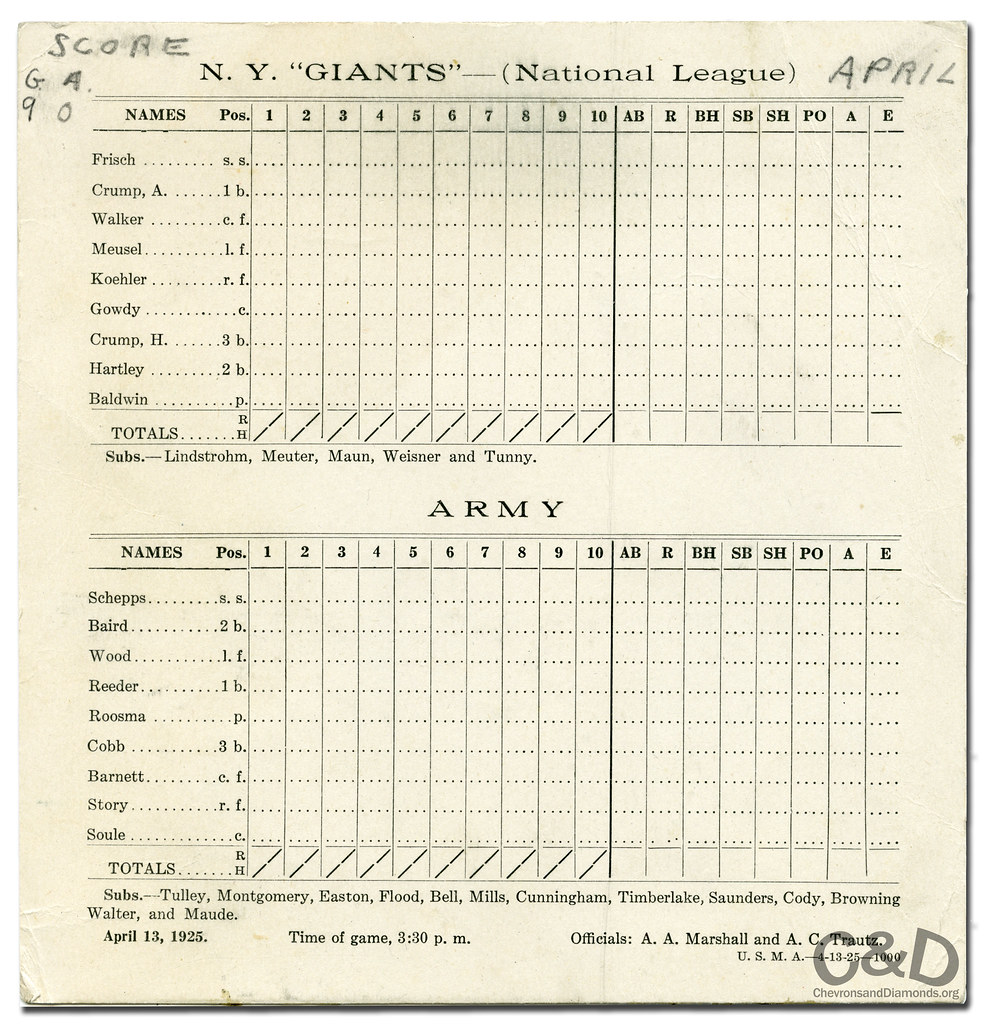 SCORE
G. A.
9 0
N. Y. "GIANTS"—(National League)
APRIL
NAMES Pos. 1 2 3 4 5 6 7 8 9 10 AB R BH SB SH PO A E
Frisch ......... s. s.
Crump, A. ...... 1 b.
Walker ......... c. f.
Meusel ......... l. f.
Koehler ........ r. f.
Gowdy .......... c.
Crump, H. ...... 3 b.
Hartley ........ 2 b.
Baldwin ........ p.
R
TOTALS.......H
Subs.—Lindstrohm, Meuter, Maun, Weisner and Tunny.
ARMY
NAMES Pos. 1 2 3 4 5 6 7 8 9 10 AB R BH SB SH PO A E
Schepps......... s. s.
Baird........... 2 b.
Wood............ l. f.
Reeder.......... 1 b.
Roosma ......... p.
Cobb ........... 3 b.
Barnett......... c. f.
Story........... r. f.
Soule .......... c.
R
TOTALS.......H
Subs.—Tulley, Montgomery, Easton, Flood, Bell, Mills, Cunningham, Timberlake, Saunders, Cody, Browning
Walter, and Maude.
April 13, 1925. Time of game, 3:30 p. m. Officials: A. A. Marshall and A. C. Trautz.
U. S. M. A.—4-13-25—1000
C&D
ChevronsandDiamonds.org